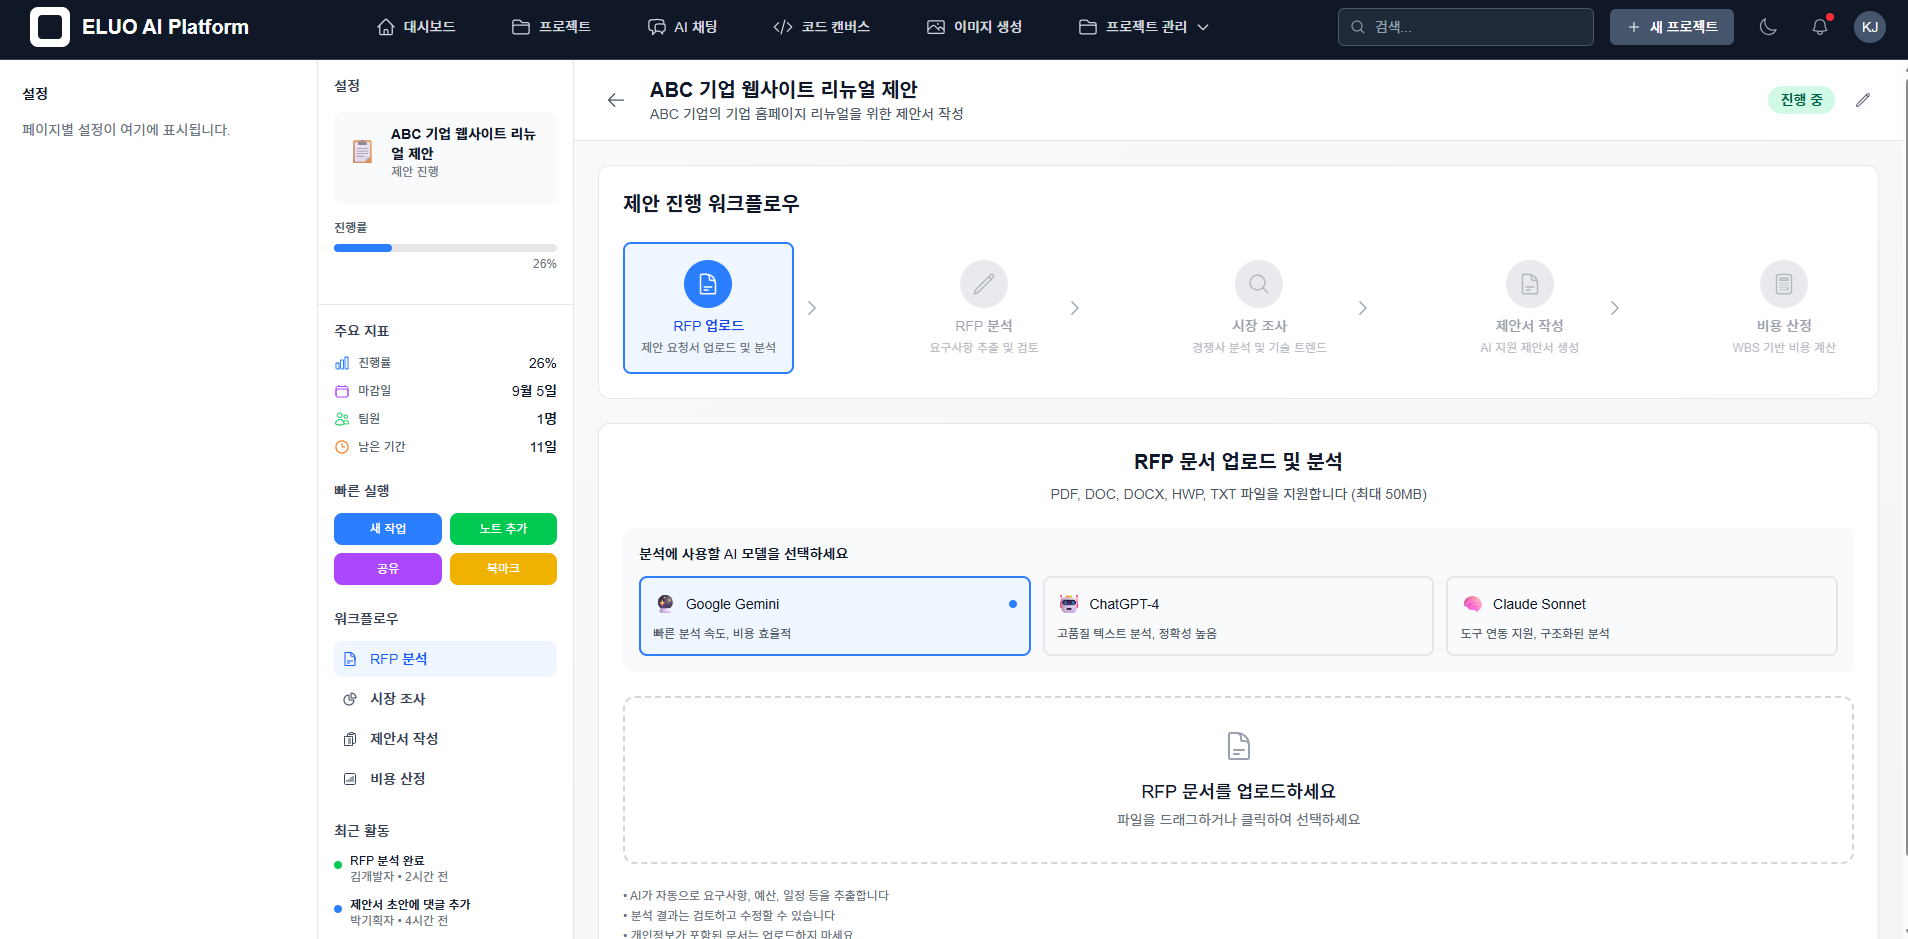 ELUO AI Platform
대시보드
프로젝트
AI 채팅
코드 캔버스
이미지 생성
프로젝트 관리
검색...
새 프로젝트
KJ
설정
페이지별 설정이 여기에 표시됩니다.
설정
ABC 기업 웹사이트 리뉴
얼 제안
제안 진행
진행률
26%
주요 지표
진행률 26%
마감일 9월 5일
팀원 1명
남은 기간 11일
빠른 실행
새 작업
노트 추가
공유
북마크
워크플로우
RFP 분석
시장 조사
제안서 작성
비용 산정
최근 활동
RFP 분석 완료
김개발자 • 2시간 전
제안서 초안에 댓글 추가
박기획자 • 4시간 전
ABC 기업 웹사이트 리뉴얼 제안
ABC 기업의 기업 홈페이지 리뉴얼을 위한 제안서 작성
진행 중
제안 진행 워크플로우
RFP 업로드
제안 요청서 업로드 및 분석
RFP 분석
요구사항 추출 및 검토
시장 조사
경쟁사 분석 및 기술 트렌드
제안서 작성
AI 지원 제안서 생성
비용 산정
WBS 기반 비용 계산
RFP 문서 업로드 및 분석
PDF, DOC, DOCX, HWP, TXT 파일을 지원합니다 (최대 50MB)
분석에 사용할 AI 모델을 선택하세요
Google Gemini
빠른 분석 속도, 비용 효율적
ChatGPT-4
고품질 텍스트 분석, 정확성 높음
Claude Sonnet
도구 연동 지원, 구조화된 분석
RFP 문서를 업로드하세요
파일을 드래그하거나 클릭하여 선택하세요
• AI가 자동으로 요구사항, 예산, 일정 등을 추출합니다
• 분석 결과는 검토하고 수정할 수 있습니다
• 개인정보가 포함된 문서는 업로드하지 마세요